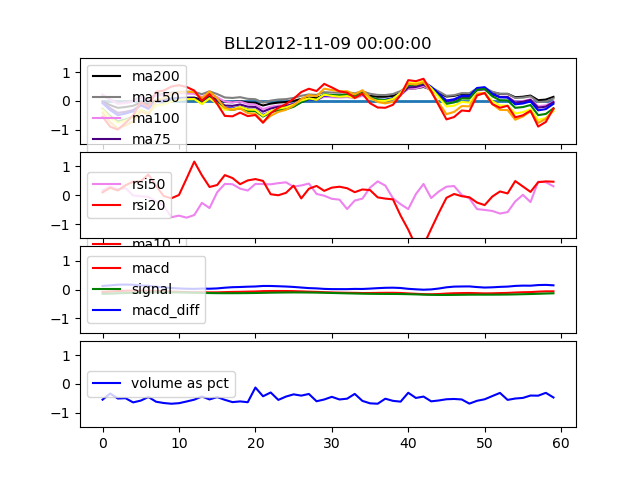 BLL2012-11-09 00:00:00
1
0
−1
ma200
ma150
ma100
ma75
1
0
−1
rsi50
rsi20
ma10
1
0
−1
macd
signal
macd_diff
1
0
−1
volume as pct
0 10 20 30 40 50 60